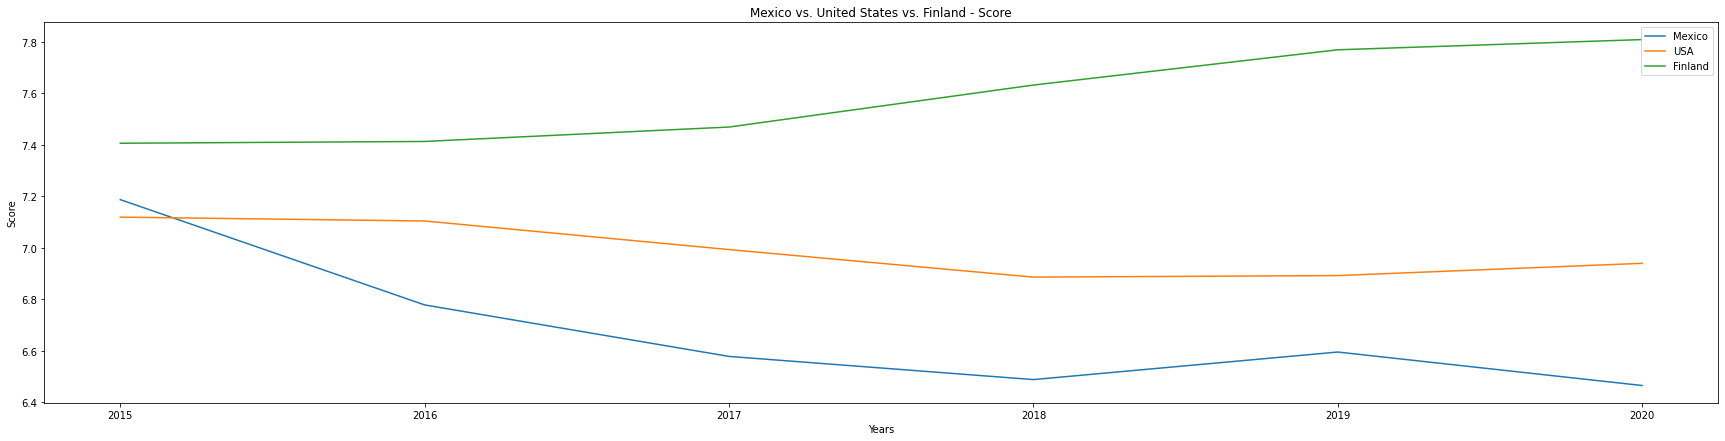 Mexico vs. United States vs. Finland - Score
Mexico
USA
Finland
7.8
7.6
7.4
7.2
7.0
6.8
6.6
6.4
Score
2015 2016 2017 2018 2019 2020
Years